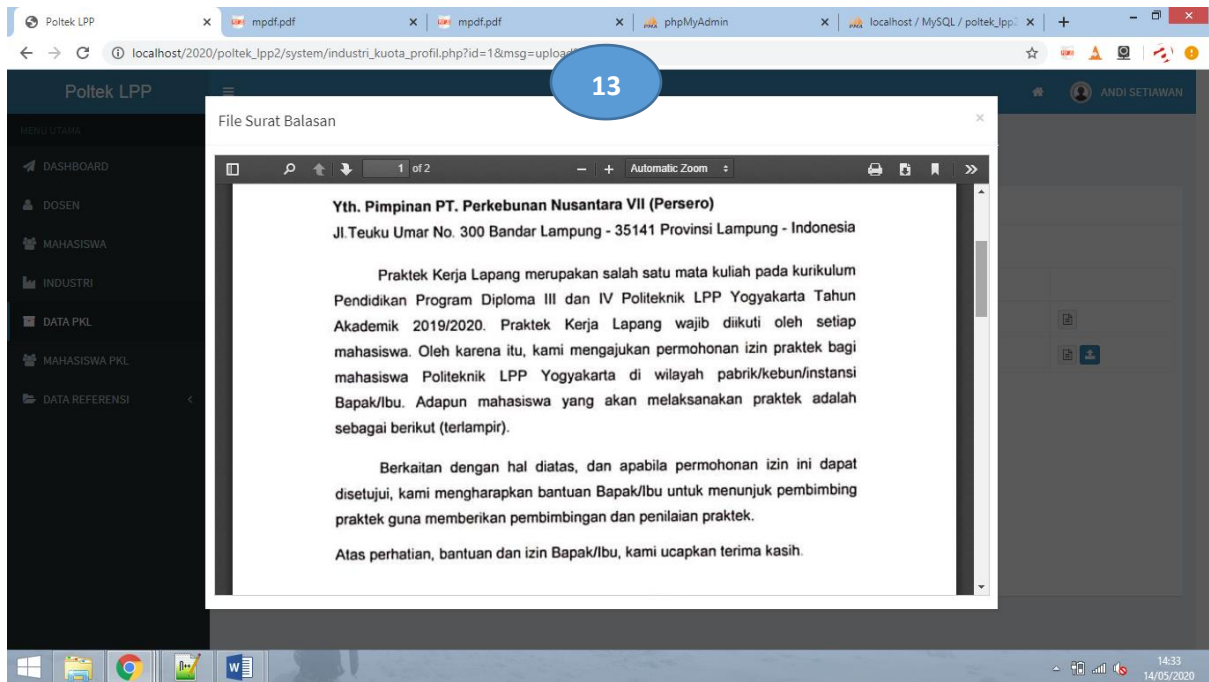 Poltek LPP
mpdf.pdf
mpdf.pdf
phpMyAdmin
localhost / MySQL / poltek_lpp2
localhost/2020/poltek_lpp2/system/industri_kuota_profil.php?id=1&msg=upload
13
Poltek LPP
ANDI SETIAWAN
MENU UTAMA
DASHBOARD
DOSEN
MAHASISWA
INDUSTRI
DATA PKL
MAHASISWA PKL
DATA REFERENSI
File Surat Balasan
1 of 2
Automatic Zoom
Yth. Pimpinan PT. Perkebunan Nusantara VII (Persero)
Jl.Teuku Umar No. 300 Bandar Lampung - 35141 Provinsi Lampung - Indonesia
Praktek Kerja Lapang merupakan salah satu mata kuliah pada kurikulum
Pendidikan Program Diploma III dan IV Politeknik LPP Yogyakarta Tahun
Akademik 2019/2020. Praktek Kerja Lapang wajib diikuti oleh setiap
mahasiswa. Oleh karena itu, kami mengajukan permohonan izin praktek bagi
mahasiswa Politeknik LPP Yogyakarta di wilayah pabrik/kebun/instansi
Bapak/Ibu. Adapun mahasiswa yang akan melaksanakan praktek adalah
sebagai berikut (terlampir).
Berkaitan dengan hal diatas, dan apabila permohonan izin ini dapat
disetujui, kami mengharapkan bantuan Bapak/Ibu untuk menunjuk pembimbing
praktek guna memberikan pembimbingan dan penilaian praktek.
Atas perhatian, bantuan dan izin Bapak/Ibu, kami ucapkan terima kasih.
14:33
14/05/2020